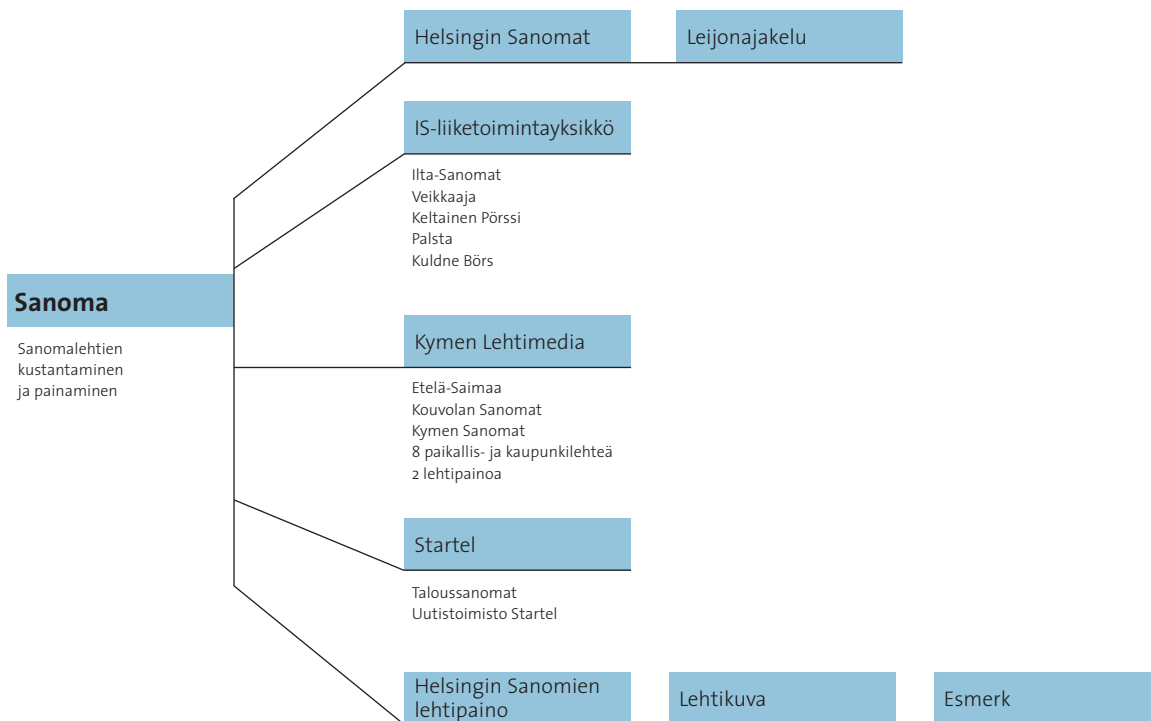 Helsingin Sanomat
Leijonajakelu
IS-liiketoimintayksikkö
Ilta-Sanomat
Veikkaaja
Keltainen Pörssi
Palsta
Kuldne Börs
Sanoma
Sanomalehtien
kustantaminen
ja painaminen
Kymen Lehtimedia
Etelä-Saimaa
Kouvolan Sanomat
Kymen Sanomat
8 paikallis- ja kaupunkilehteä
2 lehtipainoa
Startel
Taloussanomat
Uutistoimisto Startel
Helsingin Sanomien
lehtipaino
Lehtikuva
Esmerk